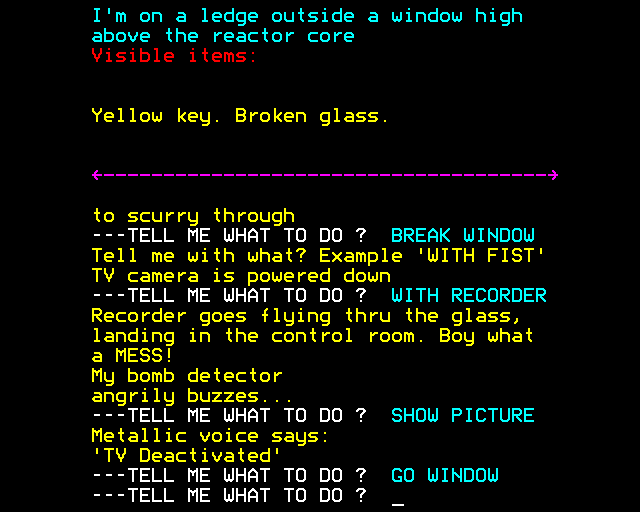 I'm on a ledge outside a window high
above the reactor core
Visible items:
Yellow key. Broken glass.
to scurry through
---TELL ME WHAT TO DO ? BREAK WINDOW
Tell me with what? Example 'WITH FIST'
TV camera is powered down
---TELL ME WHAT TO DO ? WITH RECORDER
Recorder goes flying thru the glass,
landing in the control room. Boy what
a MESS!
My bomb detector
angrily buzzes...
---TELL ME WHAT TO DO ? SHOW PICTURE
Metallic voice says:
'TV Deactivated'
---TELL ME WHAT TO DO ? GO WINDOW
---TELL ME WHAT TO DO ? _